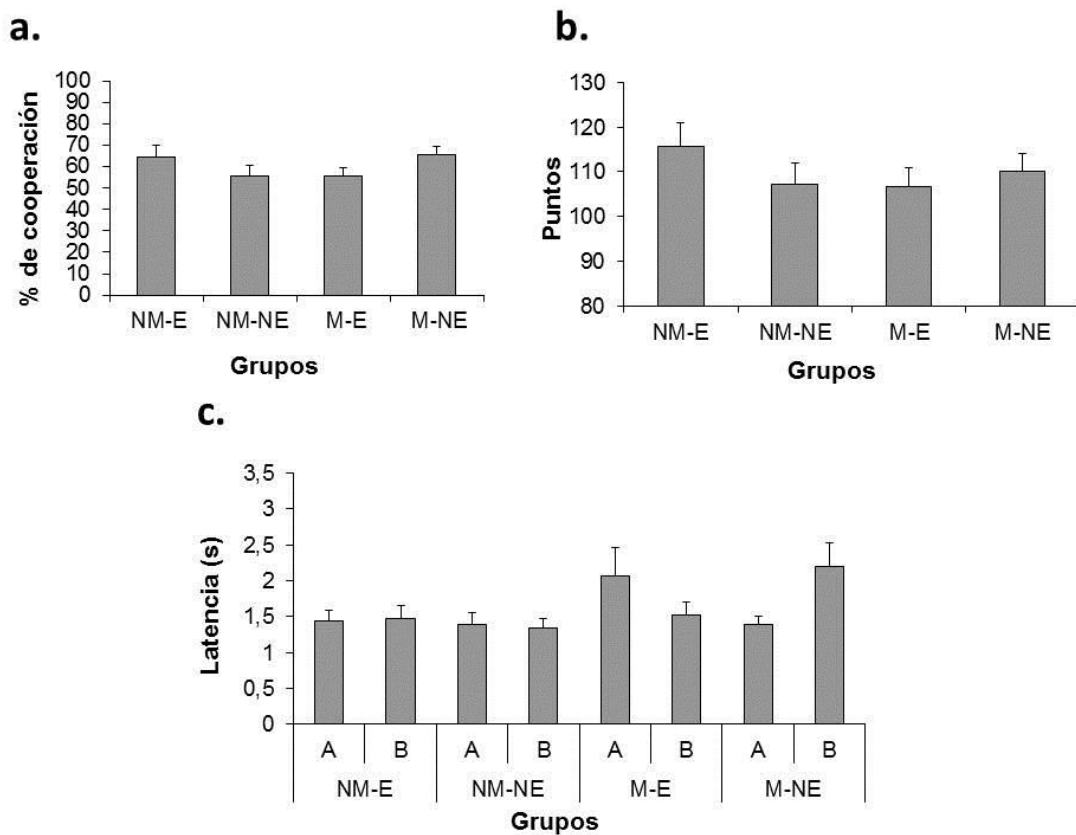 a.
% de cooperación
100
90
80
70
60
50
40
30
20
10
0
NM-E NM-NE M-E M-NE
Grupos
b.
Puntos
130
120
110
100
90
80
NM-E NM-NE M-E M-NE
Grupos
c.
Latencia (s)
3,5
3
2,5
2
1,5
1
0,5
0
A B A B A B A B
NM-E NM-NE M-E M-NE
Grupos